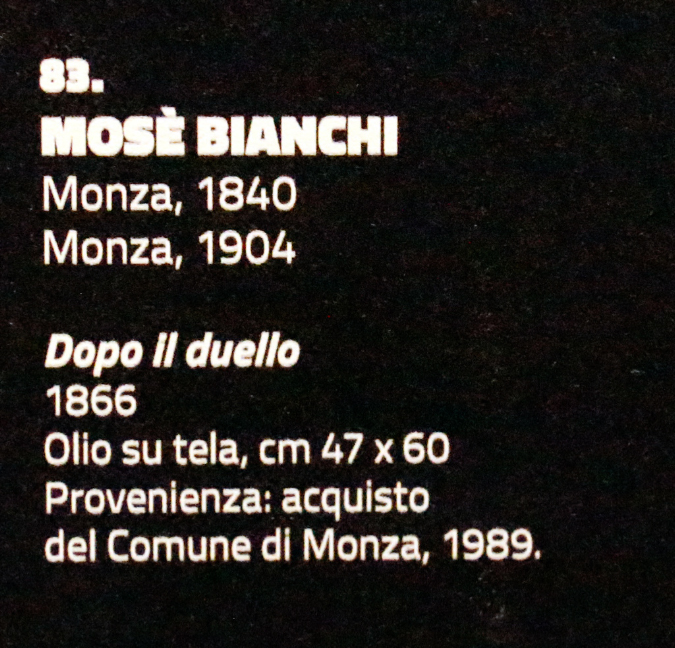 83.
MOSÈ BIANCHI
Monza, 1840
Monza, 1904
Dopo il duello
1866
Olio su tela, cm 47 x 60
Provenienza: acquisto
del Comune di Monza, 1989.